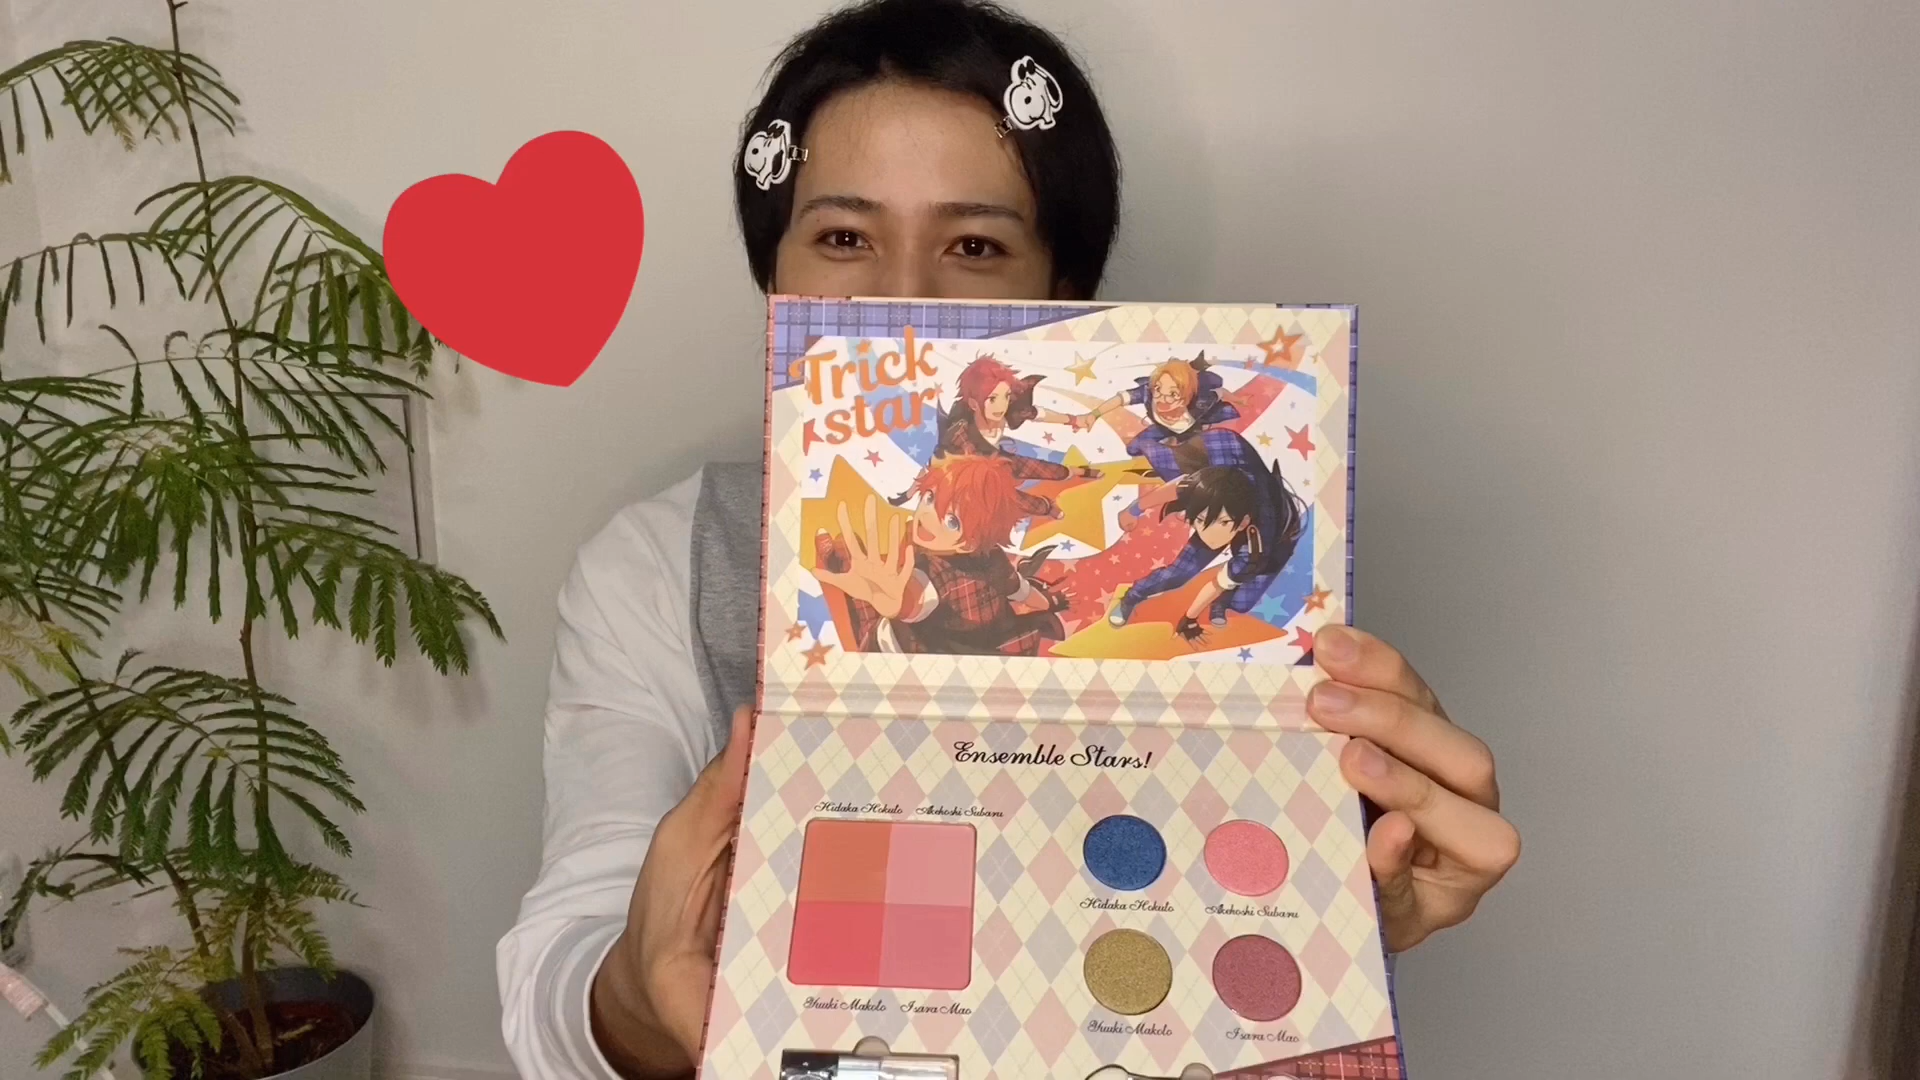 Trick
star
Ensemble Stars!
Hidaka Hokuto Akehoshi Subaru
Yuuki Makoto Isara Mao
Hidaka Hokuto Akehoshi Subaru
Yuuki Makoto Isara Mao